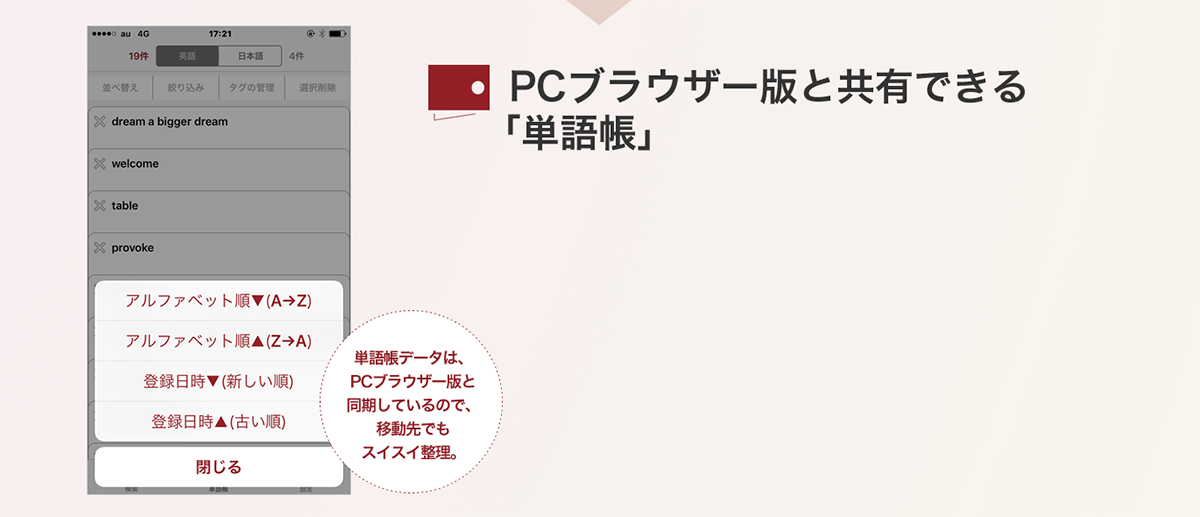 au 4G 17:21
19件 英語 日本語 4件
並べ替え 絞り込み タグの管理 選択削除
dream a bigger dream
welcome
table
provoke
アルファベット順▼(A→Z)
アルファベット順▲(Z→A)
登録日時▼(新しい順)
登録日時▲(古い順)
閉じる
検索 単語帳 設定
PCブラウザー版と共有できる
「単語帳」
単語帳データは、
PCブラウザー版と
同期しているので、
移動先でも
スイスイ整理。